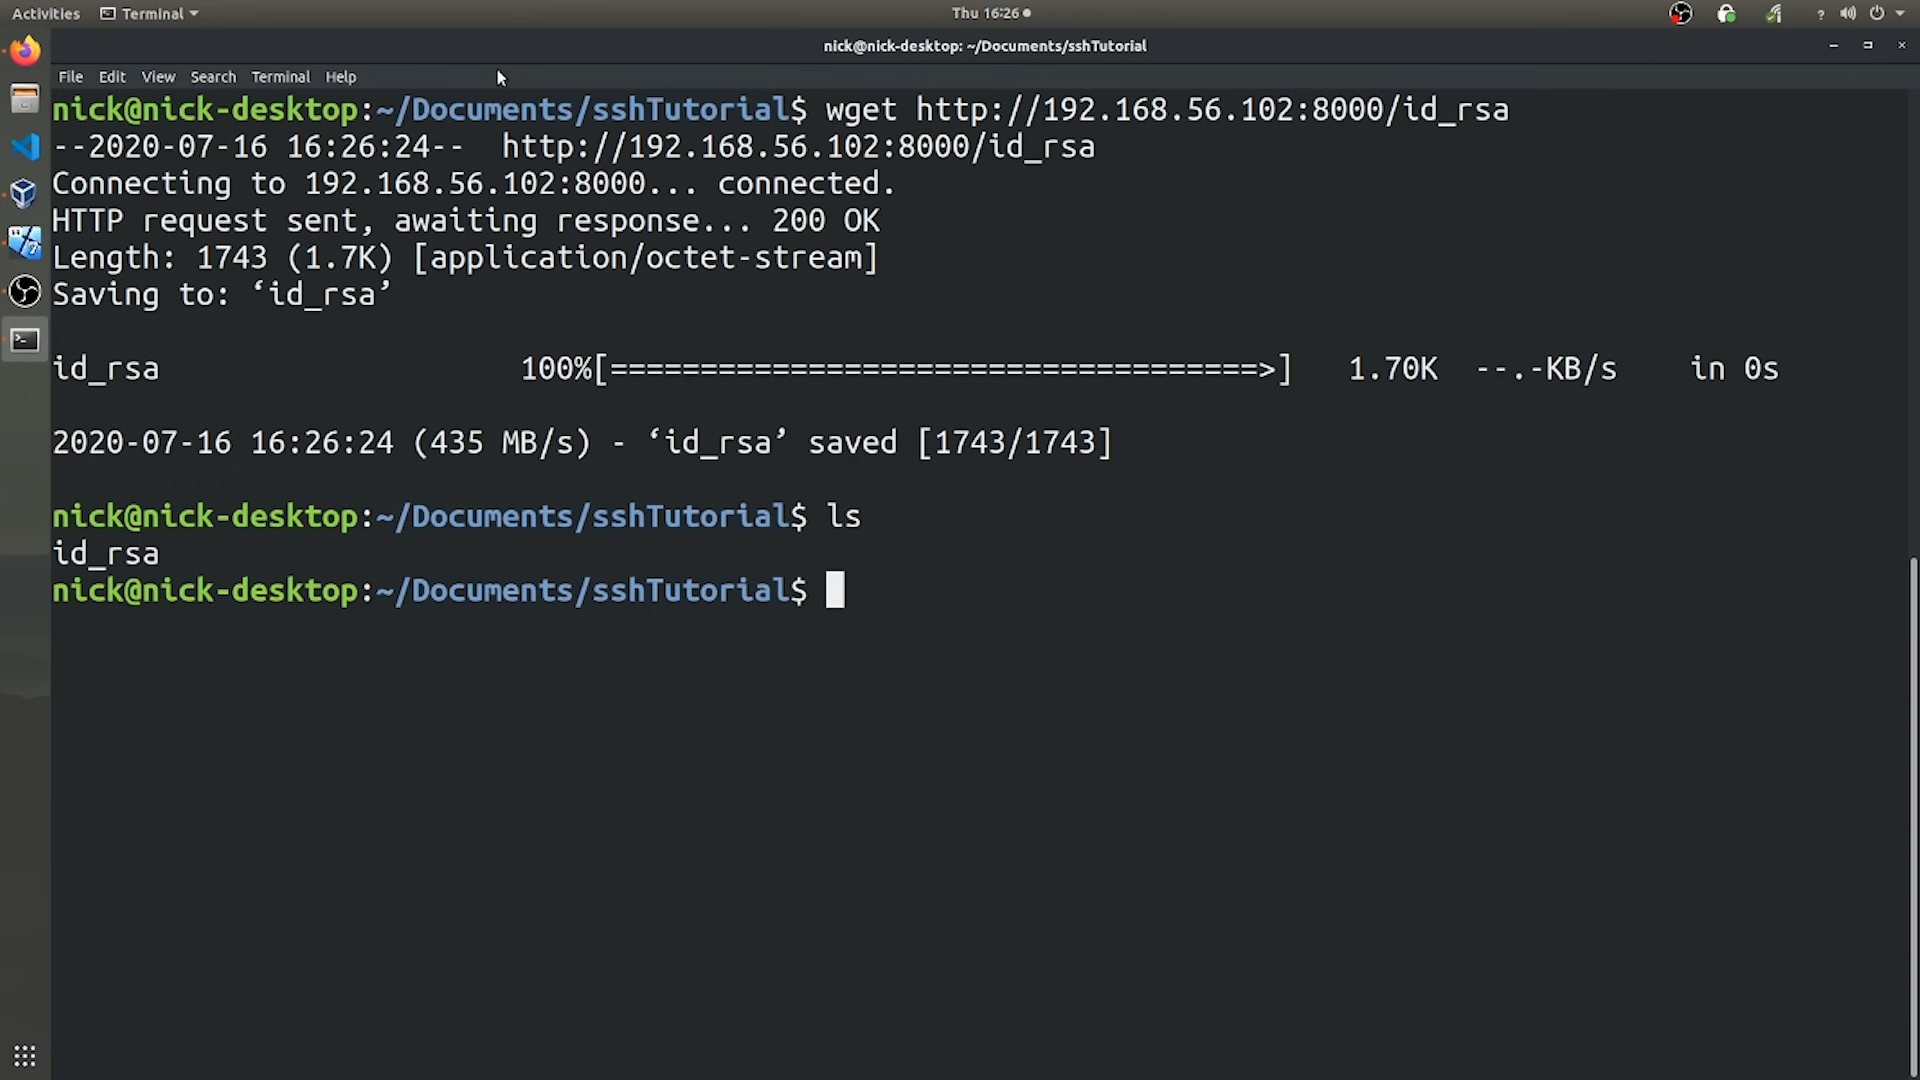 Activities Terminal Thu 16:26 ?
nick@nick-desktop: ~/Documents/sshTutorial
File Edit View Search Terminal Help
nick@nick-desktop:~/Documents/sshTutorial$ wget http://192.168.56.102:8000/id_rsa
--2020-07-16 16:26:24--  http://192.168.56.102:8000/id_rsa
Connecting to 192.168.56.102:8000... connected.
HTTP request sent, awaiting response... 200 OK
Length: 1743 (1.7K) [application/octet-stream]
Saving to: ‘id_rsa’
id_rsa 100%[====================================>] 1.70K --.-KB/s in 0s
2020-07-16 16:26:24 (435 MB/s) - ‘id_rsa’ saved [1743/1743]
nick@nick-desktop:~/Documents/sshTutorial$ ls
id_rsa
nick@nick-desktop:~/Documents/sshTutorial$